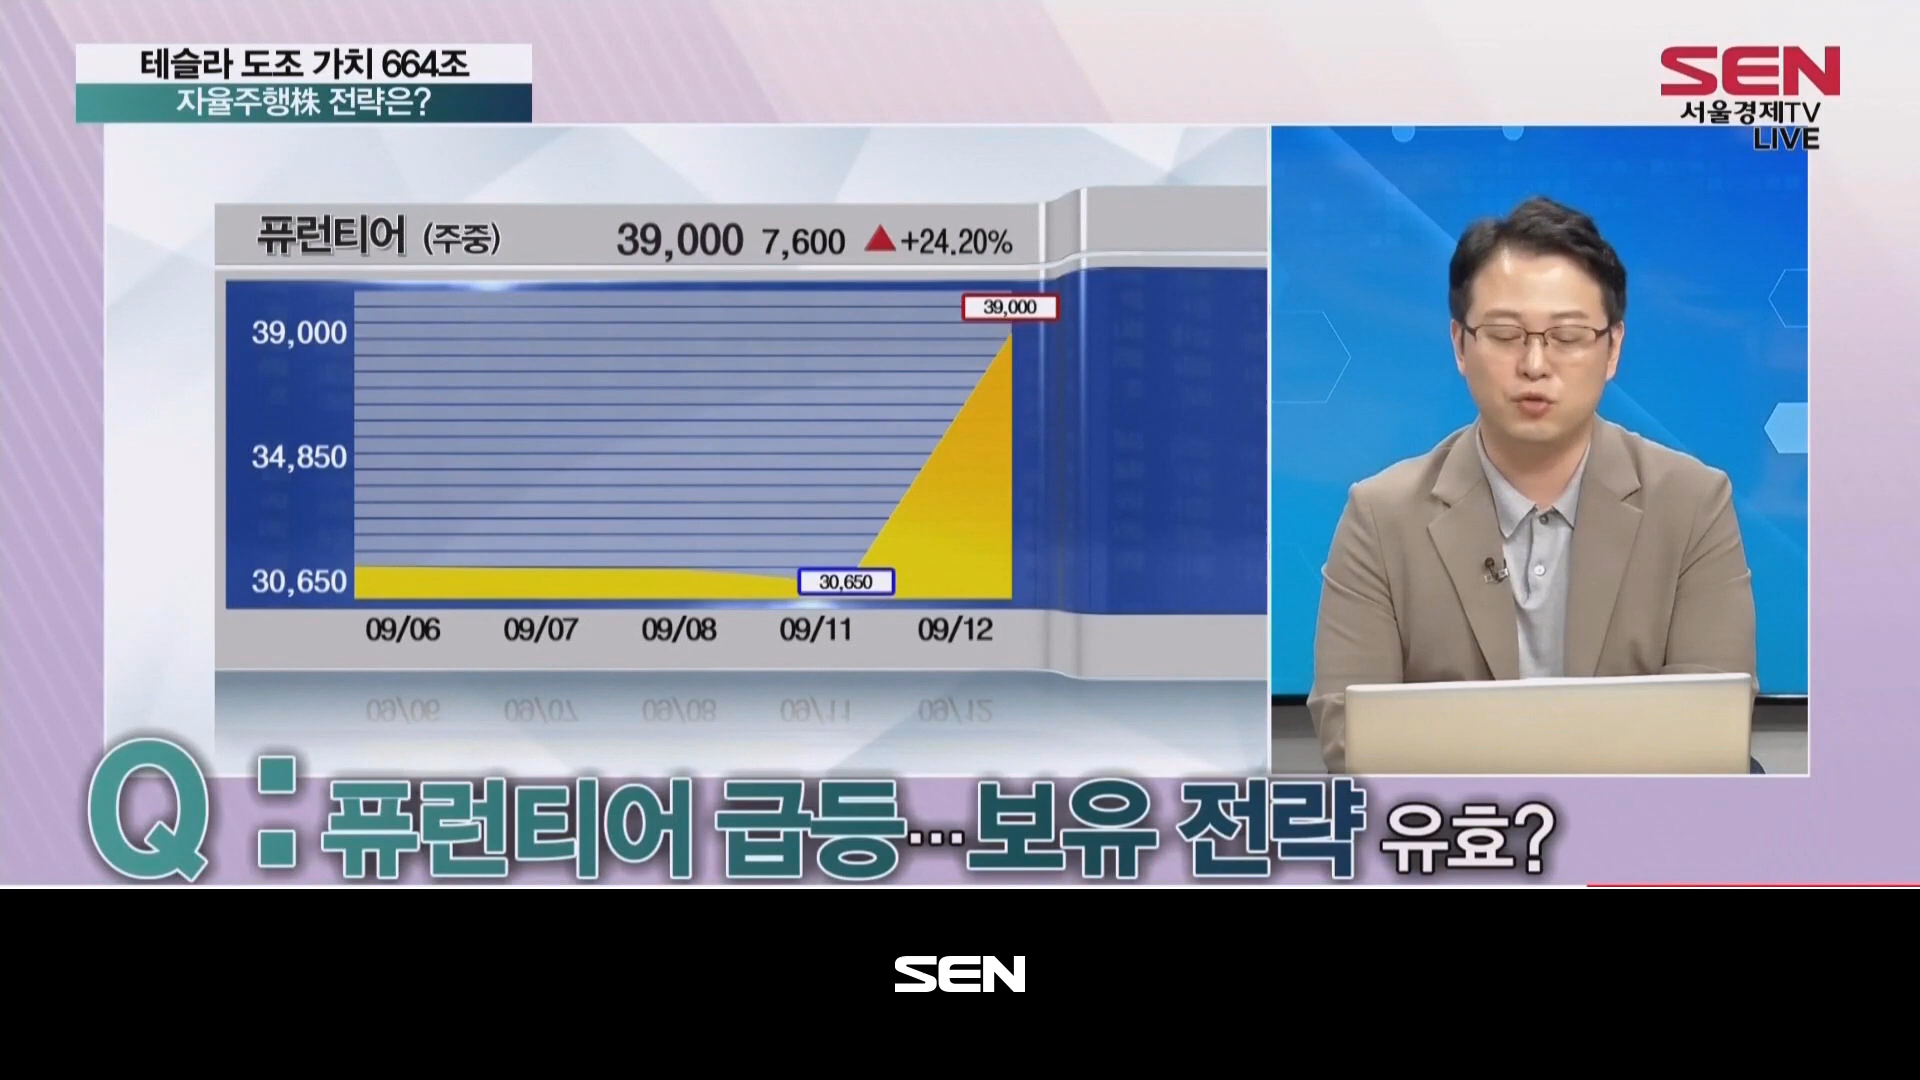 테슬라 도조 가치 664조
자율주행株 전략은?
SEN
서울경제TV
LIVE
퓨런티어 (주중) 39,000 7,600 ▲+24.20%
39,000
39,000
34,850
30,650
30,650
09/06 09/07 09/08 09/11 09/12
Q : 퓨런티어 급등…보유 전략 유효?
SEN